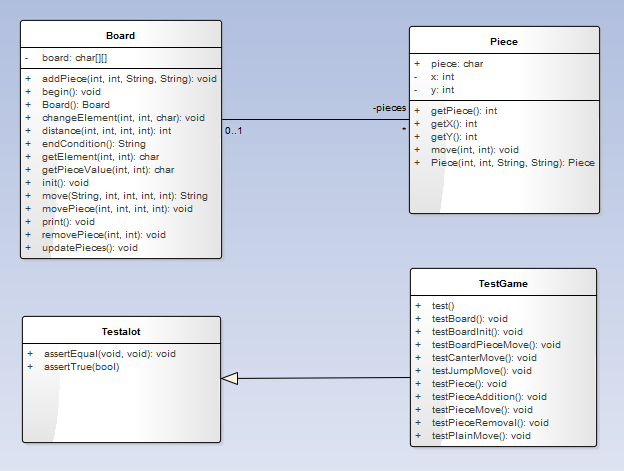 Board
- board: char[][]
+ addPiece(int, int, String, String): void
+ begin(): void
+ Board(): Board
+ changeElement(int, int, char): void
+ distance(int, int, int, int): int
+ endCondition(): String
+ getElement(int, int): char
+ getPieceValue(int, int): char
+ init(): void
+ move(String, int, int, int, int): String
+ movePiece(int, int, int, int): void
+ print(): void
+ removePiece(int, int): void
+ updatePieces(): void
0..1
-pieces
*
Piece
+ piece: char
- x: int
- y: int
+ getPiece(): int
+ getX(): int
+ getY(): int
+ move(int, int): void
+ Piece(int, int, String, String): Piece
Testalot
+ assertEqual(void, void): void
+ assertTrue(bool)
TestGame
+ test()
+ testBoard(): void
+ testBoardInit(): void
+ testBoardPieceMove(): void
+ testCanterMove(): void
+ testJumpMove(): void
+ testPiece(): void
+ testPieceAddition(): void
+ testPieceMove(): void
+ testPieceRemoval(): void
+ testPlainMove(): void